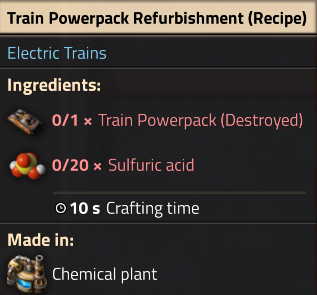 Train Powerpack Refurbishment (Recipe)
Electric Trains
Ingredients:
0/1 × Train Powerpack (Destroyed)
0/20 × Sulfuric acid
10 s Crafting time
Made in:
Chemical plant